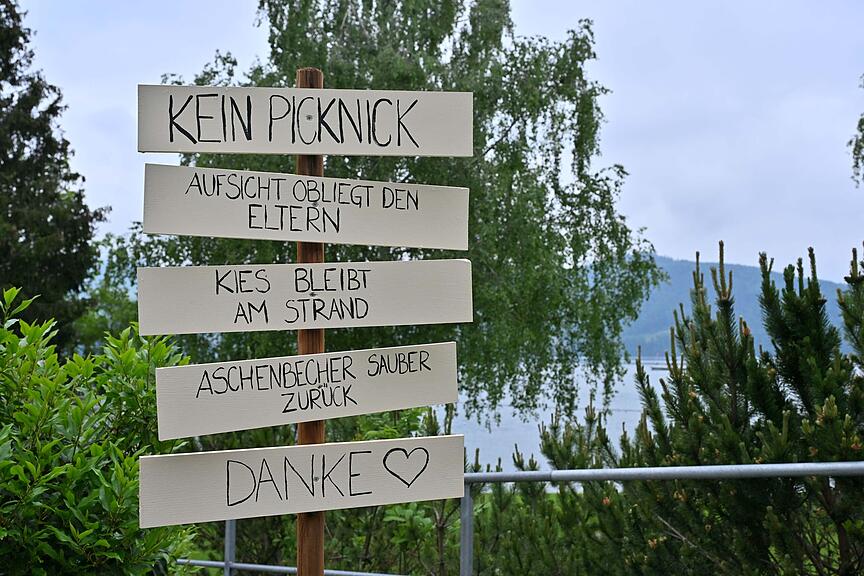 KEIN PICKNICK
AUFSICHT OBLIEGT DEN
ELTERN
KIES BLEIBT
AM STRAND
ASCHENBECHER SAUBER
ZURÜCK
DANKE ♡